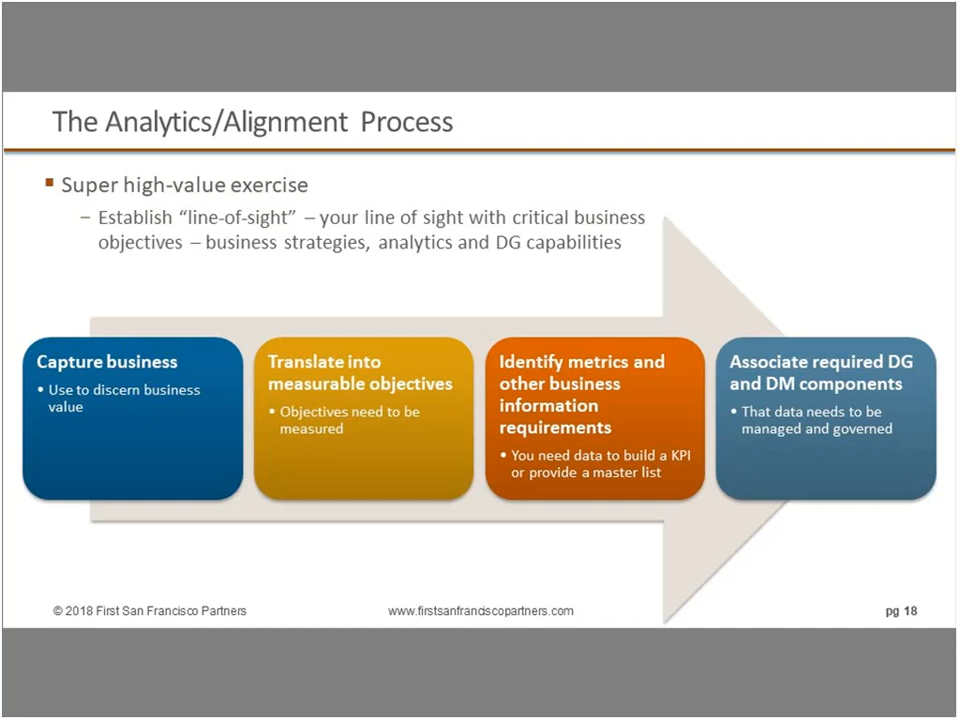 The Analytics/Alignment Process
▪ Super high-value exercise
– Establish “line-of-sight” – your line of sight with critical business
objectives – business strategies, analytics and DG capabilities
Capture business
• Use to discern business
value
Translate into
measurable objectives
• Objectives need to be
measured
Identify metrics and
other business
information
requirements
• You need data to build a KPI
or provide a master list
Associate required DG
and DM components
• That data needs to be
managed and governed
© 2018 First San Francisco Partners
www.firstsanfranciscopartners.com
pg 18